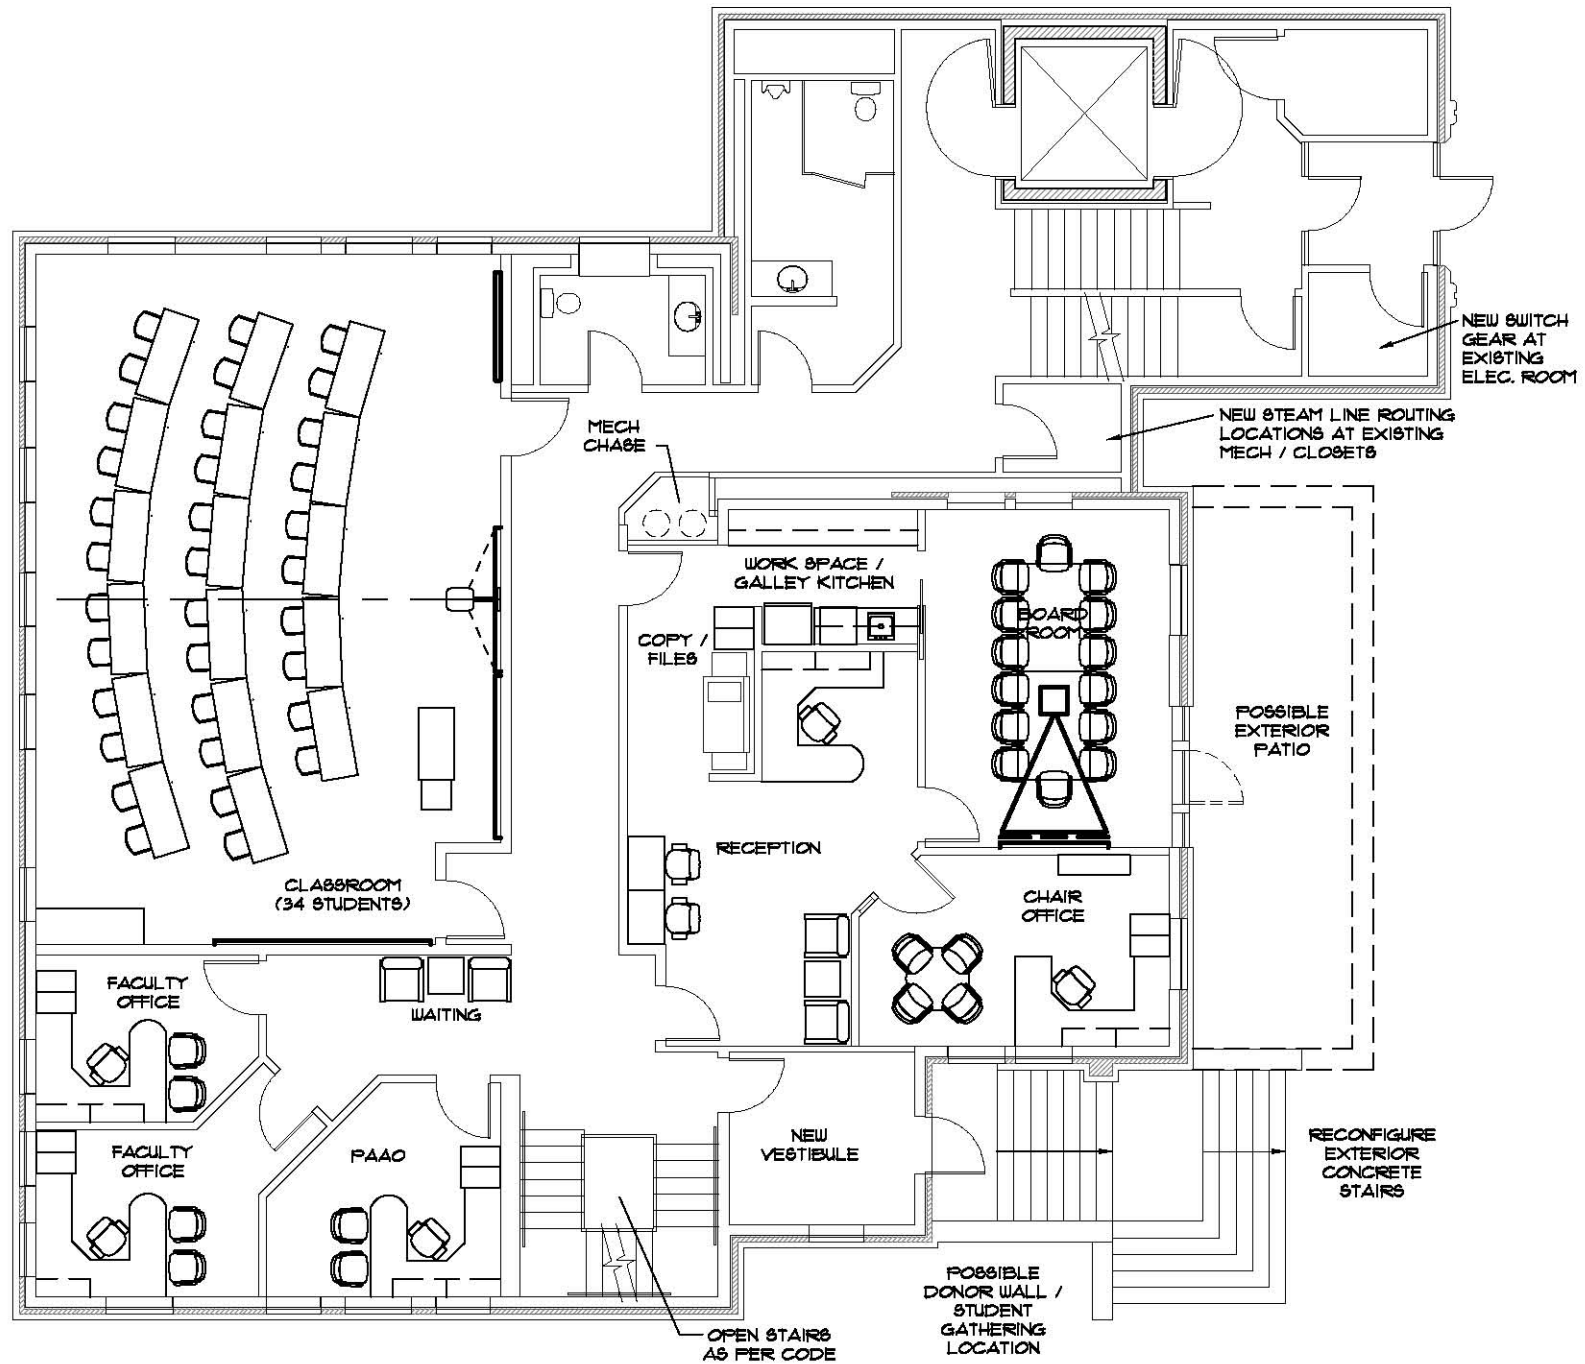 NEW SWITCH
GEAR AT
EXISTING
ELEC. ROOM
NEW STEAM LINE ROUTING
LOCATIONS AT EXISTING
MECH / CLOSETS
MECH
CHASE
WORK SPACE /
GALLEY KITCHEN
BOARD
ROOM
COPY /
FILES
POSSIBLE
EXTERIOR
PATIO
RECEPTION
CLASSROOM
(34 STUDENTS)
CHAIR
OFFICE
FACULTY
OFFICE
WAITING
NEW
VESTIBULE
RECONFIGURE
EXTERIOR
CONCRETE
STAIRS
FACULTY
OFFICE
PAAO
POSSIBLE
DONOR WALL /
STUDENT
GATHERING
LOCATION
OPEN STAIRS
AS PER CODE